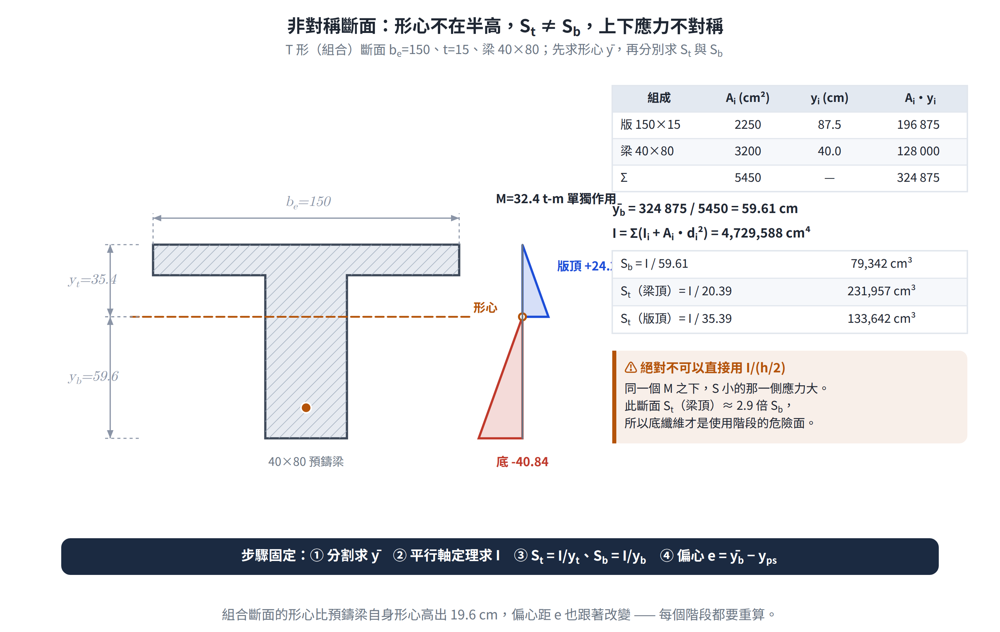 非對稱斷面：形心不在半高，St ≠ Sb，上下應力不對稱
T 形（組合）斷面 be=150、t=15、梁 40×80；先求形心 ȳ，再分別求 St 與 Sb
組成 Ai (cm²) yi (cm) Ai·yi
版 150×15 2250 87.5 196 875
梁 40×80 3200 40.0 128 000
Σ 5450 — 324 875
be=150
M=32.4 t-m 單獨作用
ȳb = 324 875 / 5450 = 59.61 cm
I = Σ(Ii + Ai·di²) = 4,729,588 cm⁴
yt=35.4
版頂 +24.
形心
yb=59.6
Sb = I / 59.61 79,342 cm³
St（梁頂）= I / 20.39 231,957 cm³
St（版頂）= I / 35.39 133,642 cm³
⚠ 絕對不可以直接用 I/(h/2)
同一個 M 之下，S 小的那一側應力大。
此斷面 St（梁頂）≈ 2.9 倍 Sb，
所以底纖維才是使用階段的危險面。
40×80 預鑄梁
底 -40.84
步驟固定：① 分割求 ȳ ② 平行軸定理求 I ③ St = I/yt、Sb = I/yb ④ 偏心 e = ȳb − yps
組合斷面的形心比預鑄梁自身形心高出 19.6 cm，偏心距 e 也跟著改變 —— 每個階段都要重算。